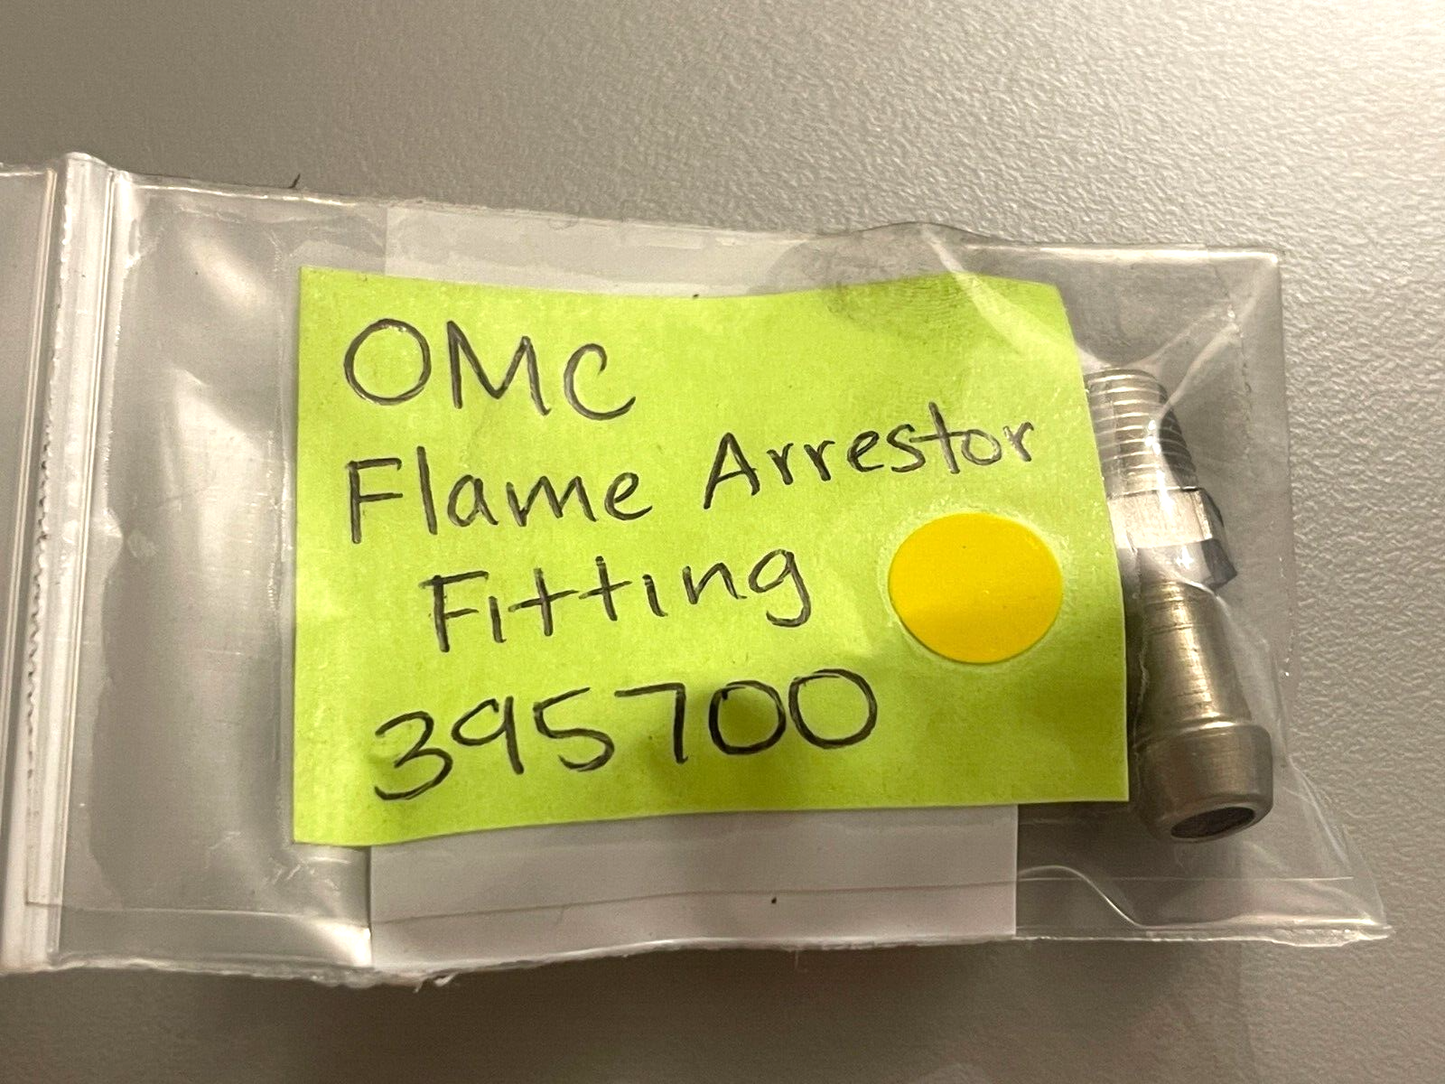 OMC
Flame Arrestor
Fitting
395700